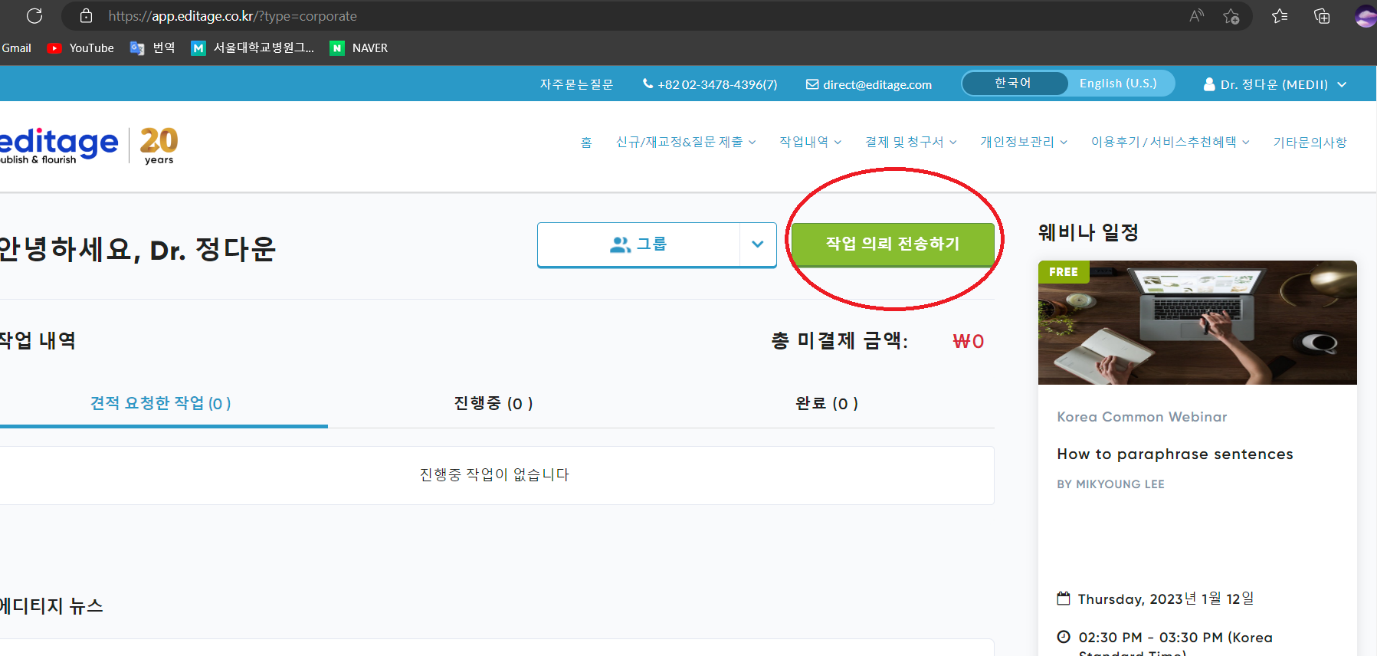 https://app.editage.co.kr/?type=corporate
Gmail YouTube 번역 서울대학교병원그... NAVER
자주묻는질문 +82 02-3478-4396(7) direct@editage.com 한국어 English (U.S.) Dr. 정다운 (MEDII)
editage 20
publish & flourish years
홈 신규/재교정&질문 제출 작업내역 결제 및 청구서 개인정보관리 이용후기 / 서비스추천혜택 기타문의사항
안녕하세요, Dr. 정다운
그룹
작업 의뢰 전송하기
작업 내역
총 미결제 금액: ₩0
견적 요청한 작업 (0 ) 진행중 (0 ) 완료 (0 )
진행중 작업이 없습니다
에디티지 뉴스
웨비나 일정
FREE
Korea Common Webinar
How to paraphrase sentences
BY MIKYOUNG LEE
Thursday, 2023년 1월 12일
02:30 PM - 03:30 PM (Korea
Standard Time)